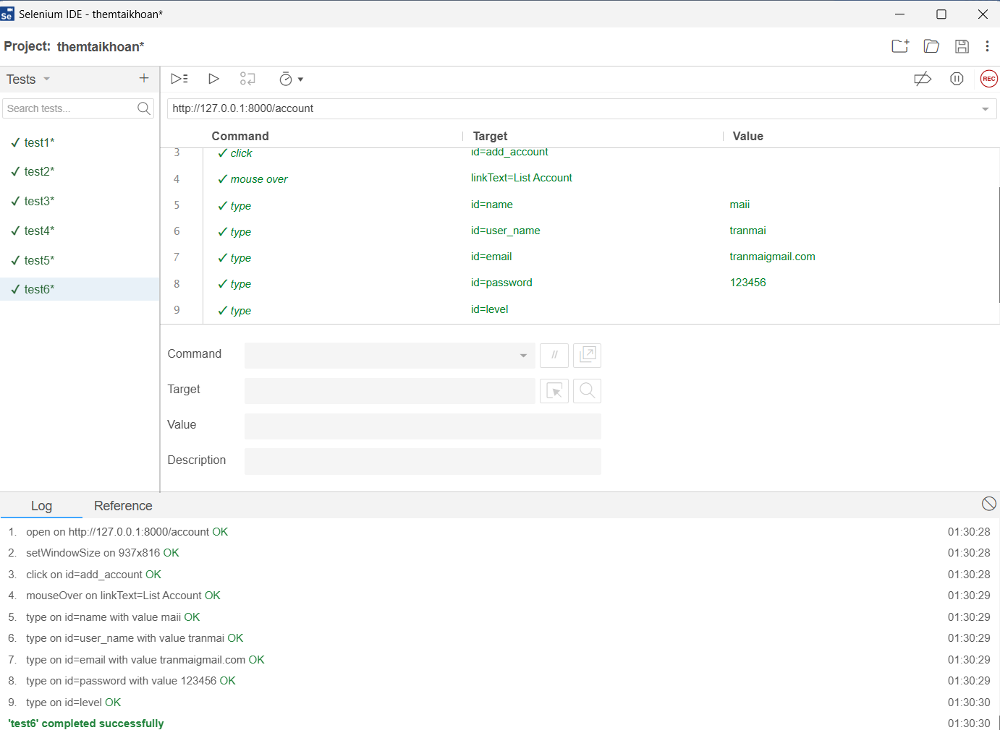 Se Selenium IDE - themtaikhoan*
Project: themtaikhoan*
Tests
REC
Search tests...
http://127.0.0.1:8000/account
test1*
test2*
test3*
test4*
test5*
test6*
Command Target Value
3 click id=add_account
4 mouse over linkText=List Account
5 type id=name maii
6 type id=user_name tranmai
7 type id=email tranmaigmail.com
8 type id=password 123456
9 type id=level
Command
//
Target
Value
Description
Log Reference
1. open on http://127.0.0.1:8000/account OK 01:30:28
2. setWindowSize on 937x816 OK 01:30:28
3. click on id=add_account OK 01:30:28
4. mouseOver on linkText=List Account OK 01:30:29
5. type on id=name with value maii OK 01:30:29
6. type on id=user_name with value tranmai OK 01:30:29
7. type on id=email with value tranmaigmail.com OK 01:30:29
8. type on id=password with value 123456 OK 01:30:29
9. type on id=level OK 01:30:30
'test6' completed successfully 01:30:30